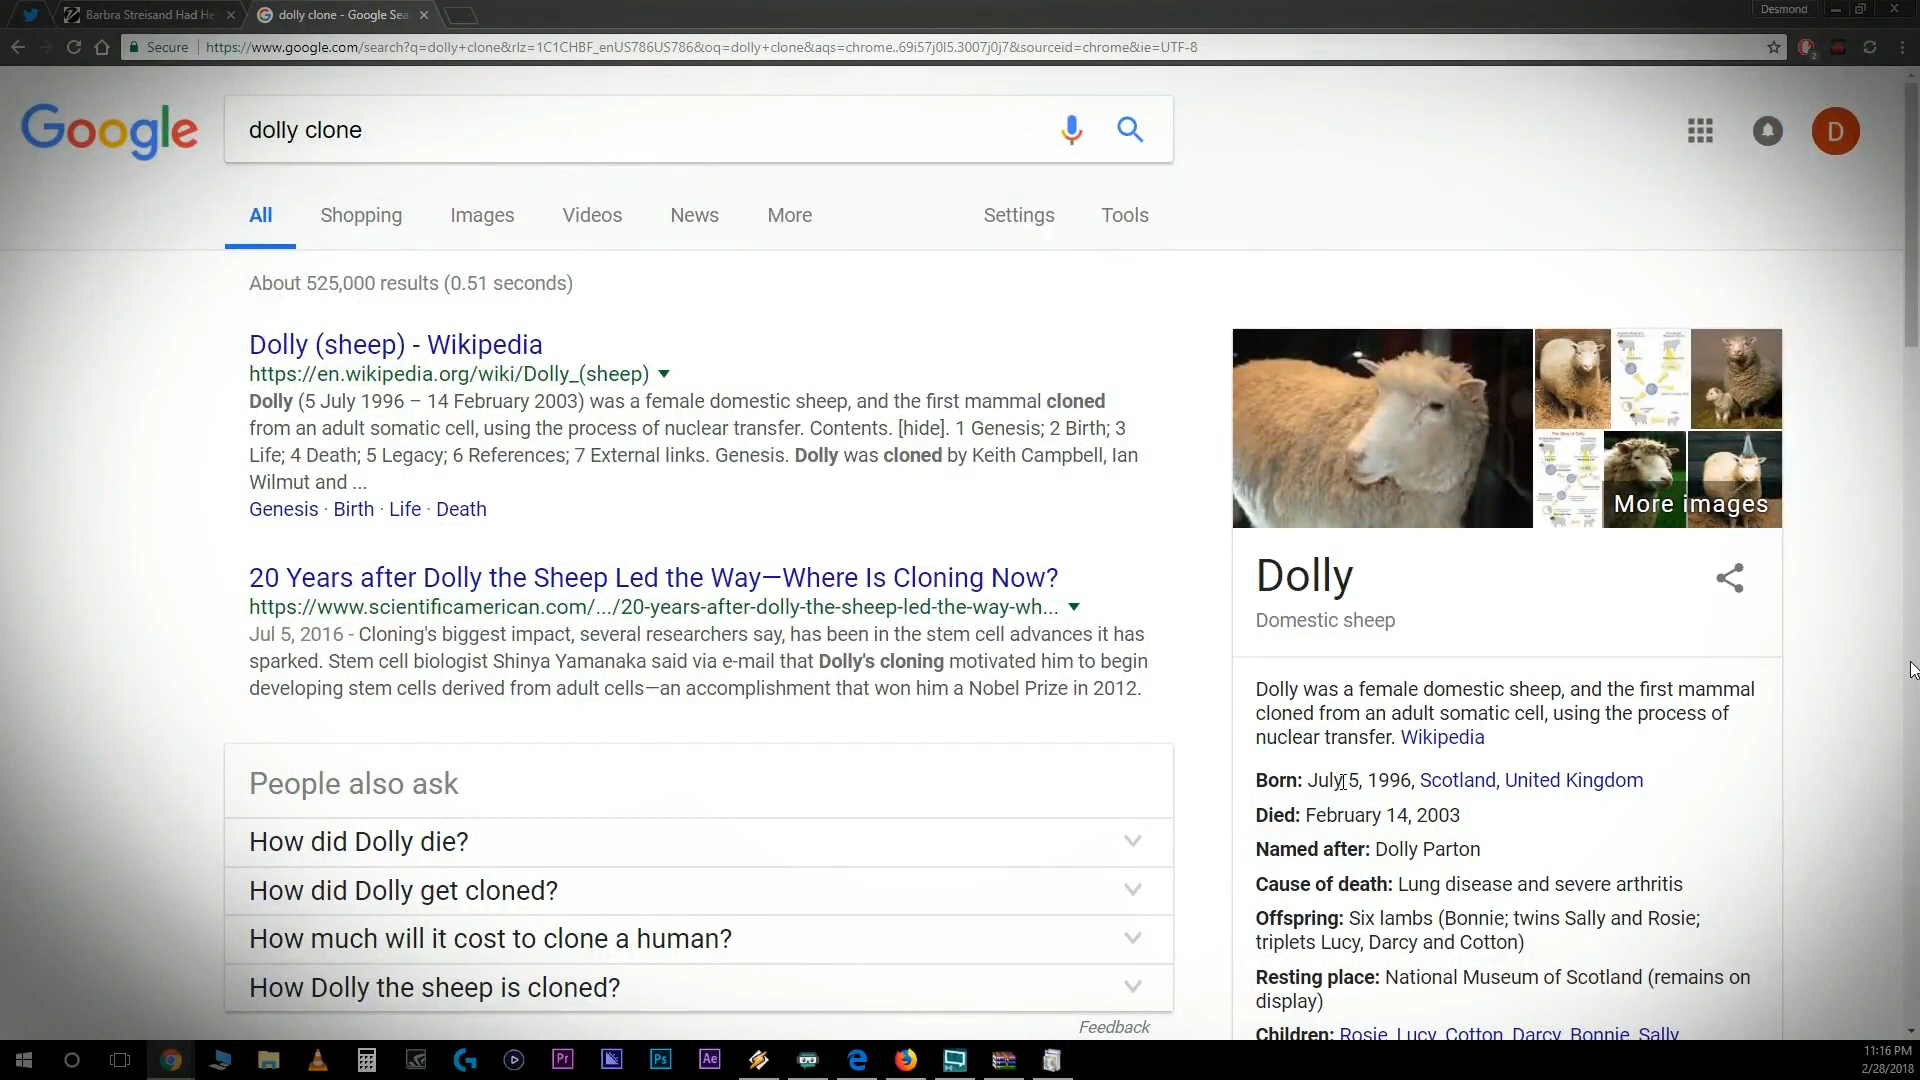 Barbra Streisand Had He
dolly clone - Google Sea
Desmond
Secure
https://www.google.com/search?q=dolly+clone&rlz=1C1CHBF_enUS786US786&oq=dolly+clone&aqs=chrome..69i57j0l5.3007j0j7&sourceid=chrome&ie=UTF-8
2
Google
dolly clone
D
All Shopping Images Videos News More Settings Tools
About 525,000 results (0.51 seconds)
Dolly (sheep) - Wikipedia
https://en.wikipedia.org/wiki/Dolly_(sheep)
Dolly (5 July 1996 – 14 February 2003) was a female domestic sheep, and the first mammal cloned
from an adult somatic cell, using the process of nuclear transfer. Contents. [hide]. 1 Genesis; 2 Birth; 3
Life; 4 Death; 5 Legacy; 6 References; 7 External links. Genesis. Dolly was cloned by Keith Campbell, Ian
Wilmut and ...
Genesis · Birth · Life · Death
20 Years after Dolly the Sheep Led the Way—Where Is Cloning Now?
https://www.scientificamerican.com/.../20-years-after-dolly-the-sheep-led-the-way-wh...
Jul 5, 2016 - Cloning's biggest impact, several researchers say, has been in the stem cell advances it has
sparked. Stem cell biologist Shinya Yamanaka said via e-mail that Dolly's cloning motivated him to begin
developing stem cells derived from adult cells—an accomplishment that won him a Nobel Prize in 2012.
People also ask
How did Dolly die?
How did Dolly get cloned?
How much will it cost to clone a human?
How Dolly the sheep is cloned?
Feedback
More images
Dolly
Domestic sheep
Dolly was a female domestic sheep, and the first mammal
cloned from an adult somatic cell, using the process of
nuclear transfer. Wikipedia
Born: July 5, 1996, Scotland, United Kingdom
Died: February 14, 2003
Named after: Dolly Parton
Cause of death: Lung disease and severe arthritis
Offspring: Six lambs (Bonnie; twins Sally and Rosie;
triplets Lucy, Darcy and Cotton)
Resting place: National Museum of Scotland (remains on
display)
Children: Rosie, Lucy, Cotton, Darcy, Bonnie, Sally
Pr
Ps
Ae
11:16 PM
2/28/2018